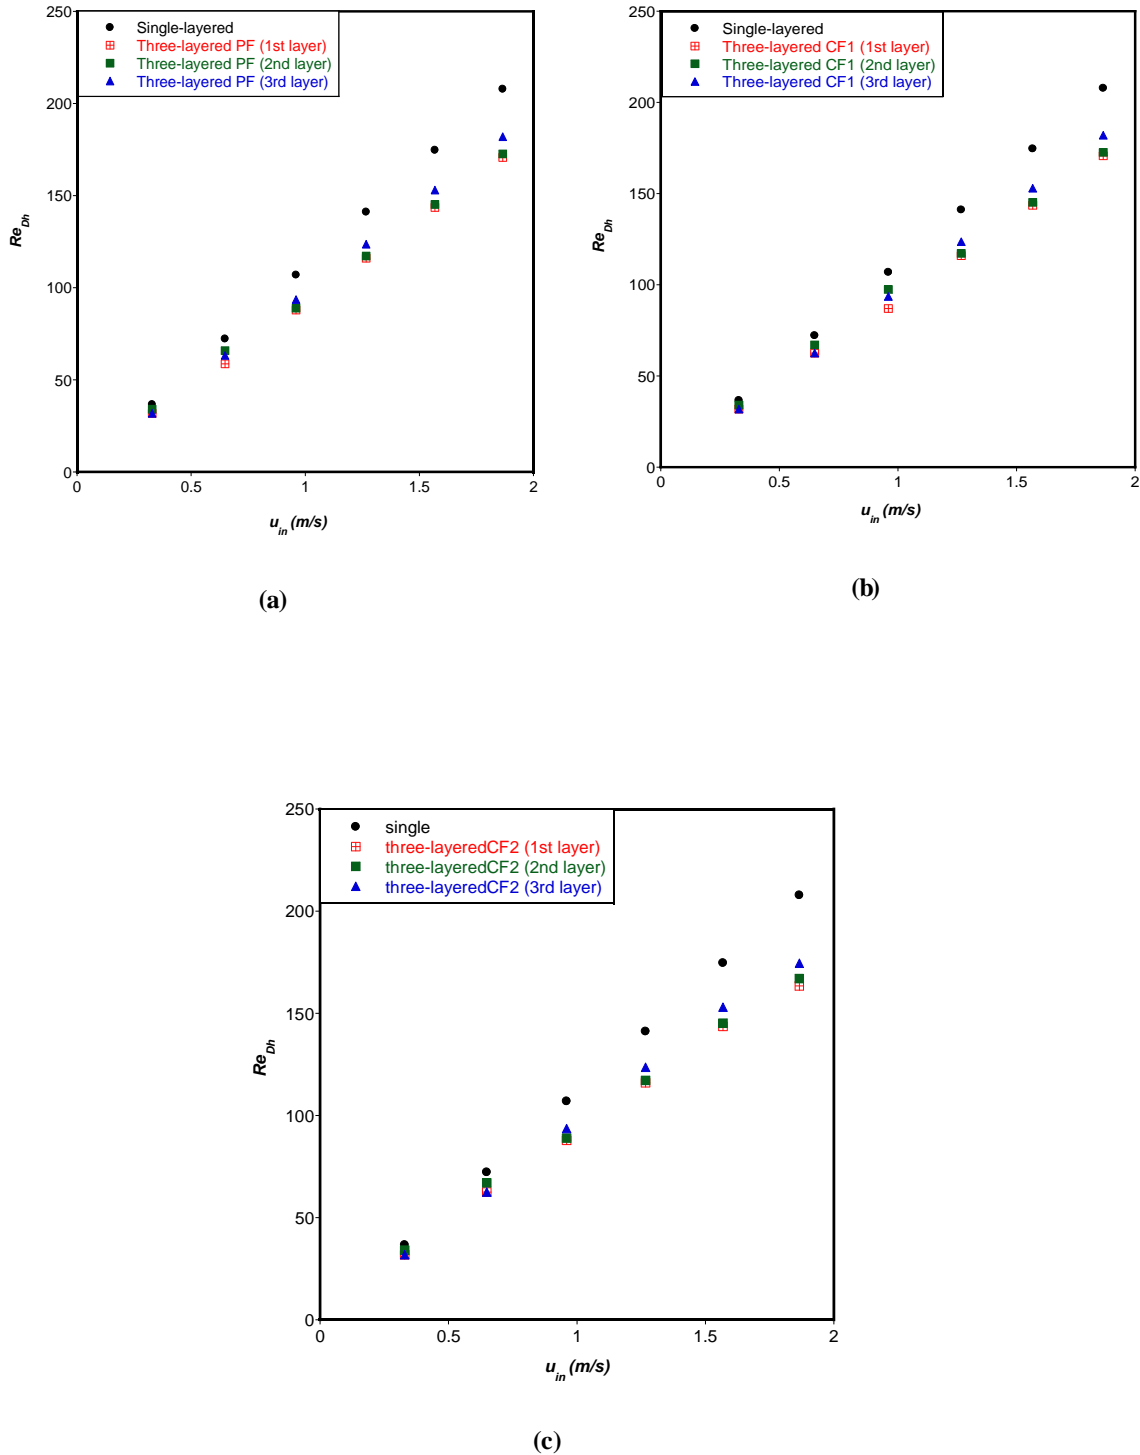 250
200
150
100
50
0
Re_Dh
Single-layered
Three-layered PF (1st layer)
Three-layered PF (2nd layer)
Three-layered PF (3rd layer)
0 0.5 1 1.5 2
u_in (m/s)
(a)
250
200
150
100
50
0
Re_Dh
Single-layered
Three-layered CF1 (1st layer)
Three-layered CF1 (2nd layer)
Three-layered CF1 (3rd layer)
0 0.5 1 1.5 2
u_in (m/s)
(b)
250
200
150
100
50
0
Re_Dh
single
three-layeredCF2 (1st layer)
three-layeredCF2 (2nd layer)
three-layeredCF2 (3rd layer)
0 0.5 1 1.5 2
u_in (m/s)
(c)